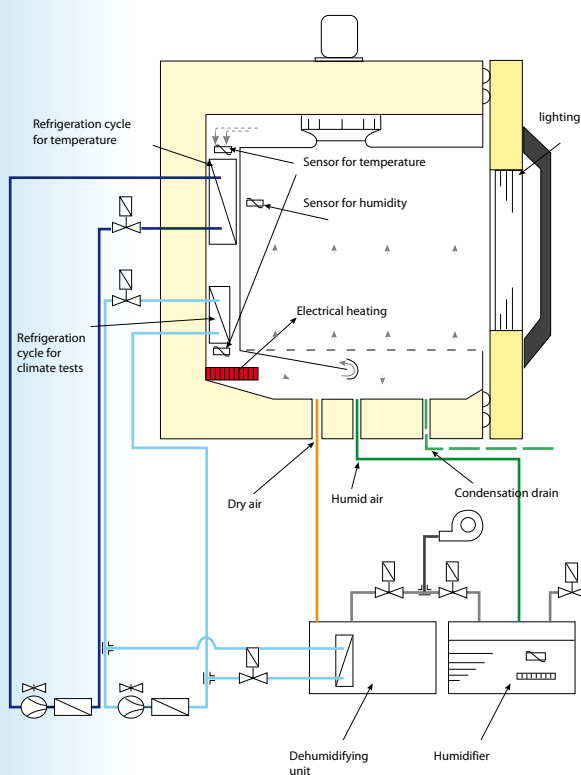 Refrigeration cycle
for temperature
lighting
Sensor for temperature
Sensor for humidity
Electrical heating
Refrigeration
cycle for
climate tests
Dry air
Humid air
Condensation drain
Dehumidifying
unit
Humidifier